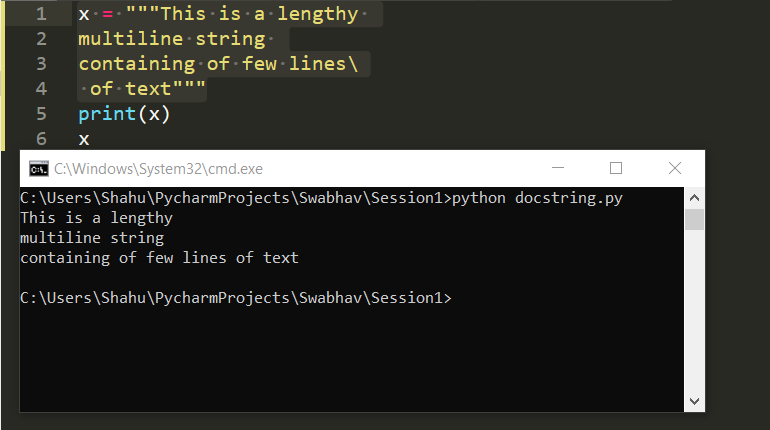 1 x = """This is a lengthy
2 multiline string
3 containing of few lines\
4  of text"""
5 print(x)
6 x
C:\Windows\System32\cmd.exe
C:\Users\Shahu\PycharmProjects\Swabhav\Session1>python docstring.py
This is a lengthy
multiline string
containing of few lines of text
C:\Users\Shahu\PycharmProjects\Swabhav\Session1>